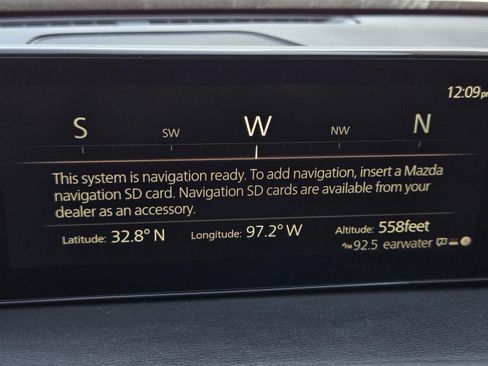 12:09pm
S SW W NW N
This system is navigation ready. To add navigation, insert a Mazda
navigation SD card. Navigation SD cards are available from your
dealer as an accessory.
Latitude: 32.8° N Longitude: 97.2° W Altitude: 558feet
92.5 earwater